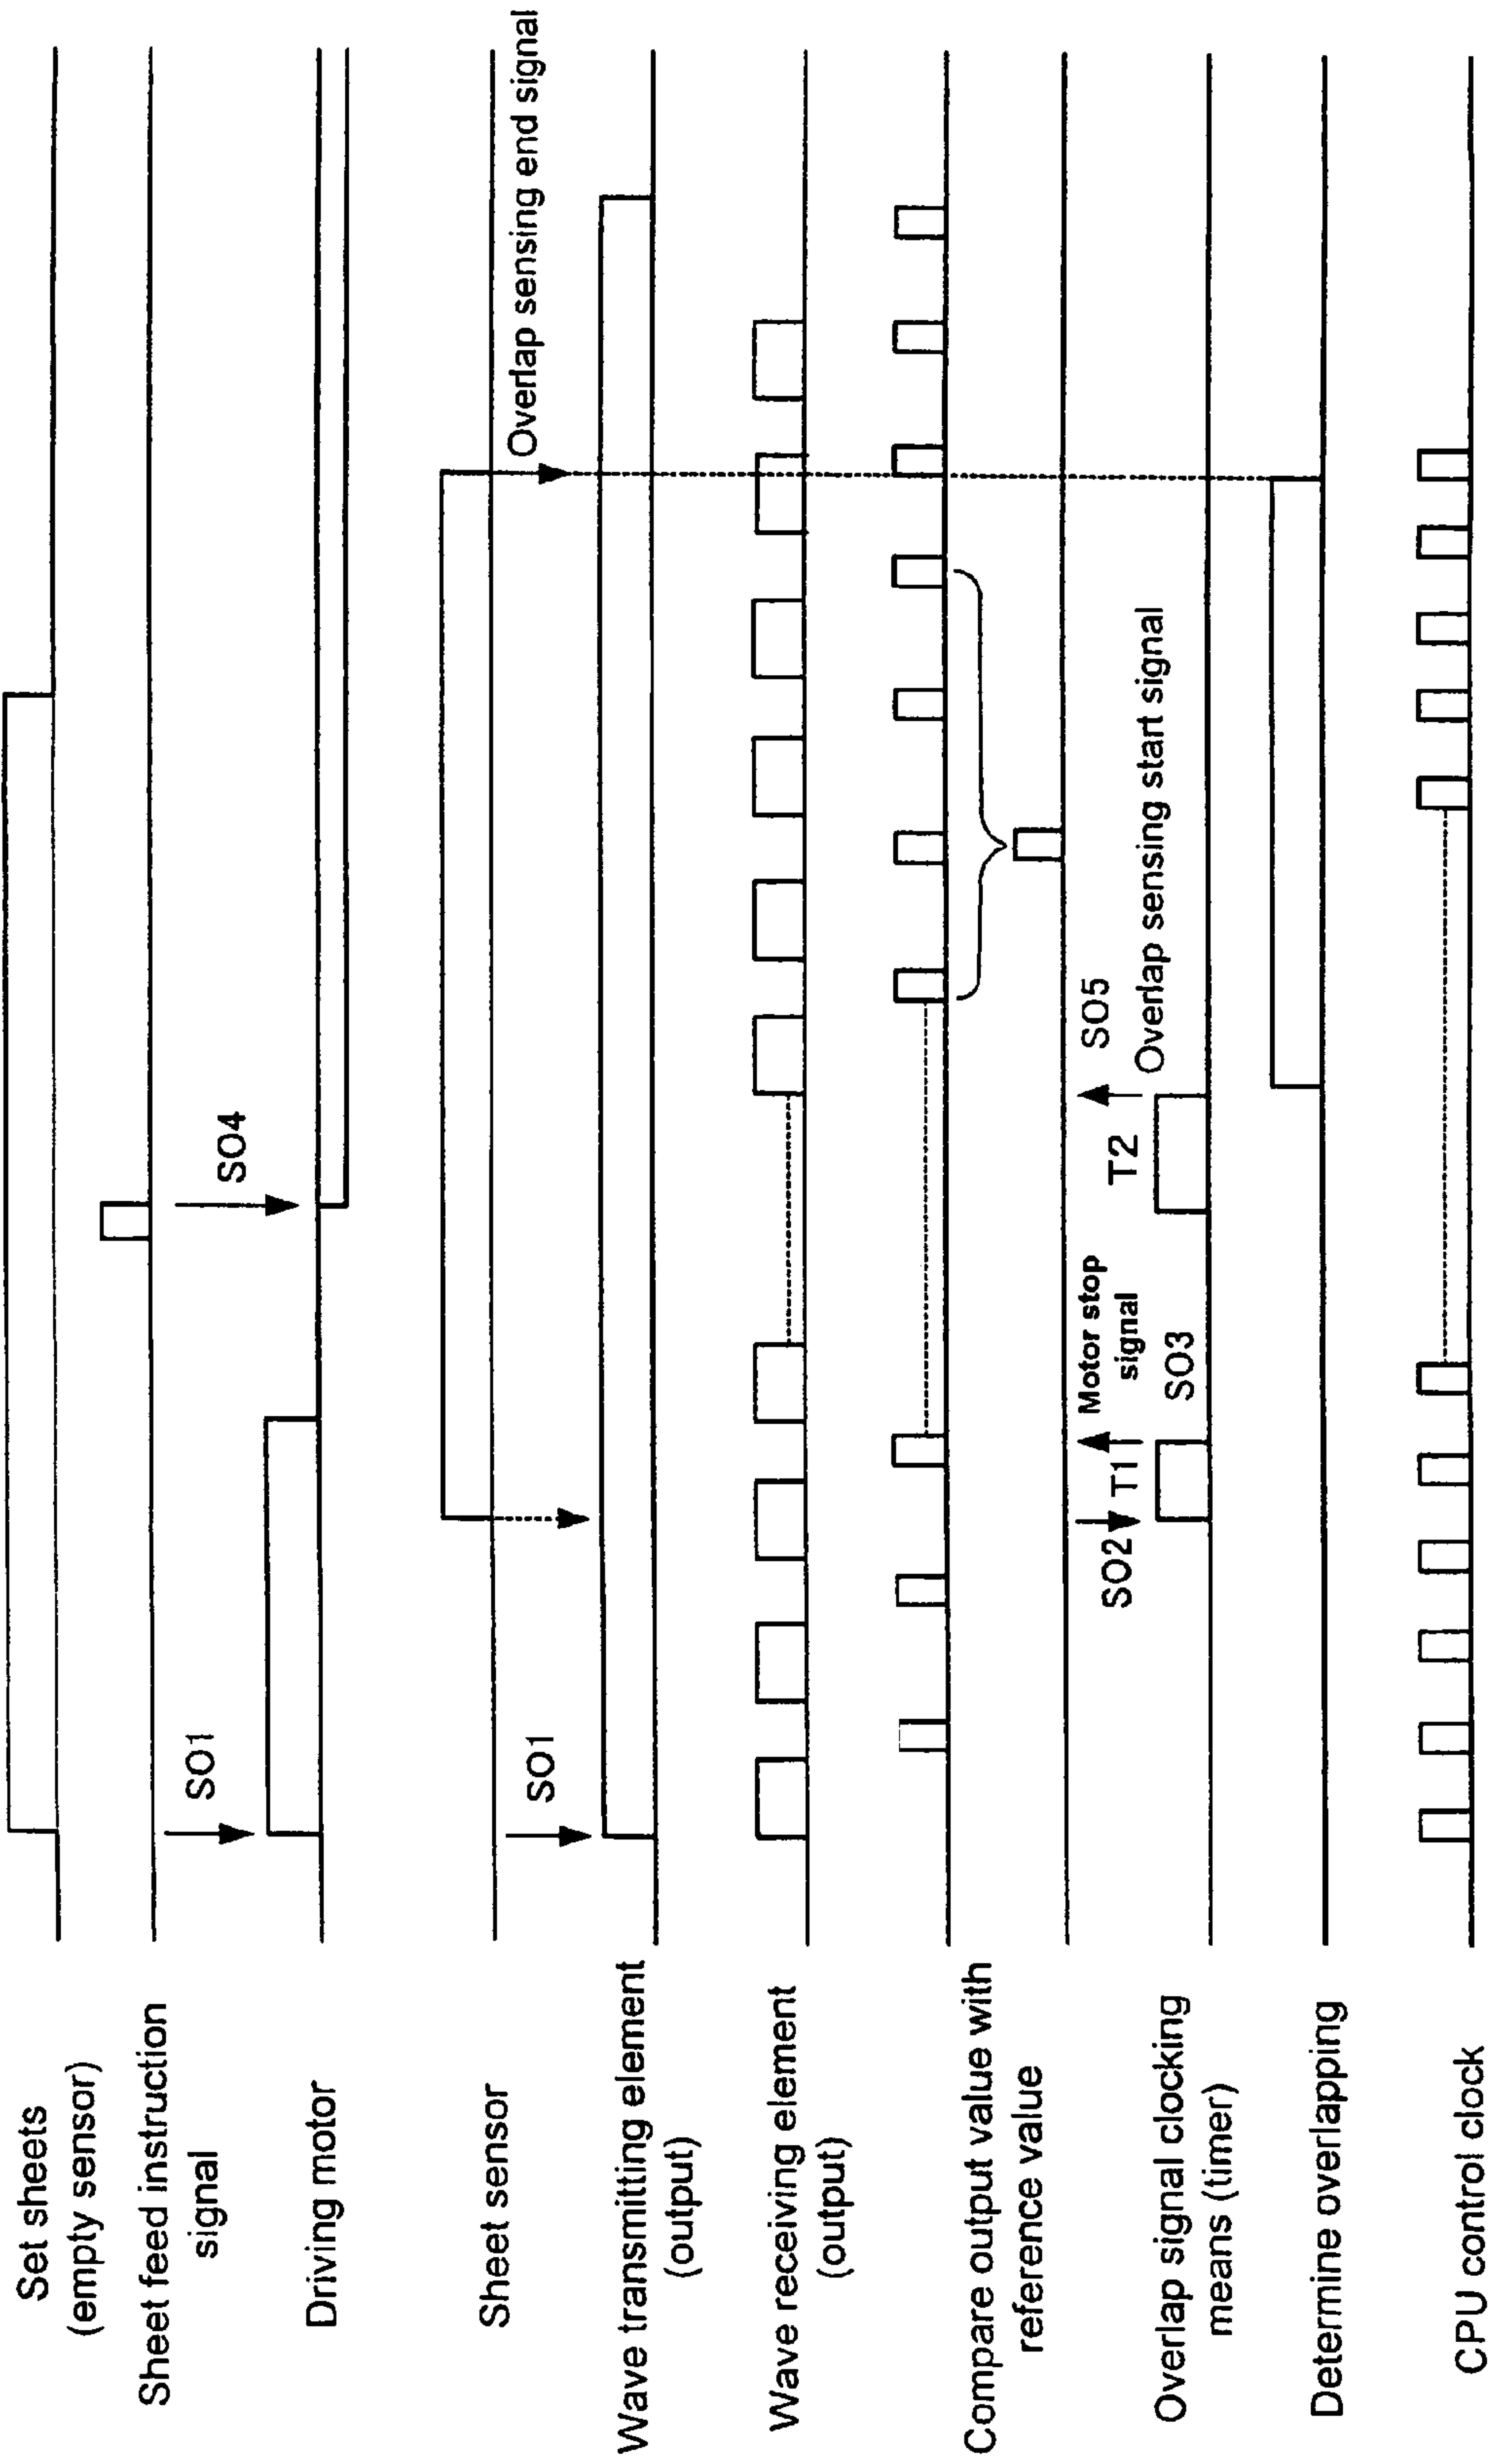 Set sheets
(empty sensor)
Sheet feed instruction
signal
SO1
SO4
Driving motor
Sheet sensor
SO1
Overlap sensing end signal
Wave transmitting element
(output)
Wave receiving element
(output)
Compare output value with
reference value
SO2
T1
Motor stop
signal
SO3
T2
SO5
Overlap sensing start signal
Overlap signal clocking
means (timer)
Determine overlapping
CPU control clock